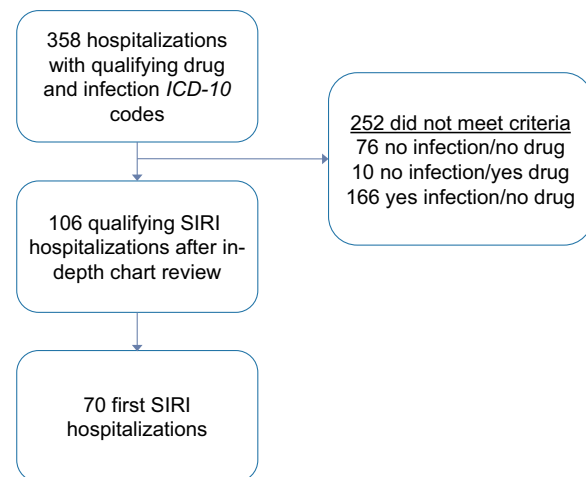 358 hospitalizations
with qualifying drug
and infection ICD-10
codes
252 did not meet criteria
76 no infection/no drug
10 no infection/yes drug
166 yes infection/no drug
106 qualifying SIRI
hospitalizations after in-
depth chart review
70 first SIRI
hospitalizations